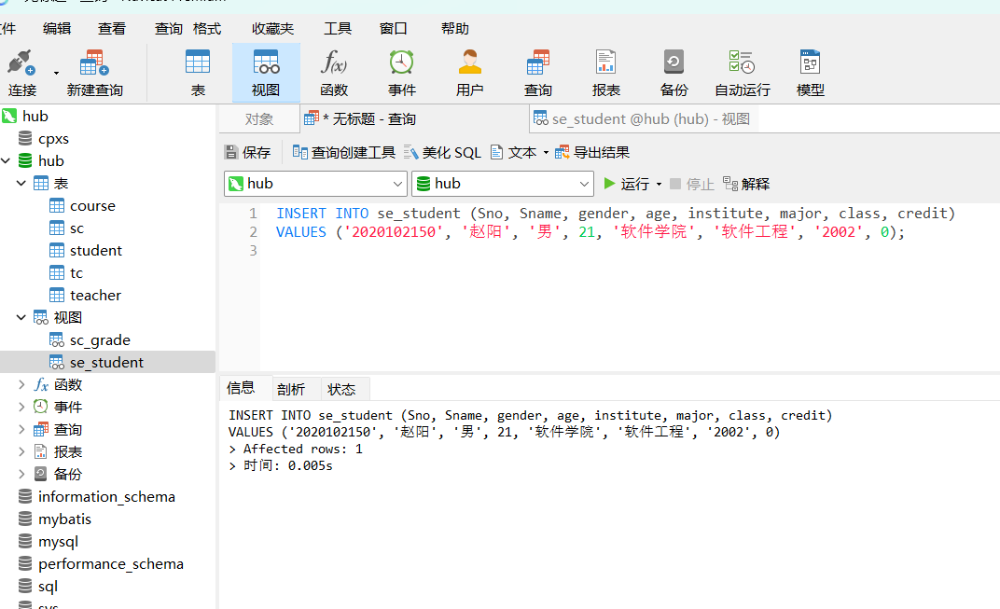 编辑 查看 查询 格式 收藏夹 工具 窗口 帮助
连接 新建查询 表 视图 函数 事件 用户 查询 报表 备份 自动运行 模型
f(x)
hub
cpxs
hub
表
course
sc
student
tc
teacher
视图
sc_grade
se_student
fx 函数
事件
查询
报表
备份
information_schema
mybatis
mysql
performance_schema
sql
对象 * 无标题 - 查询 se_student @hub (hub) - 视图
保存 查询创建工具 美化 SQL 文本 导出结果
hub hub 运行 停止 解释
1 INSERT INTO se_student (Sno, Sname, gender, age, institute, major, class, credit)
2 VALUES ('2020102150', '赵阳', '男', 21, '软件学院', '软件工程', '2002', 0);
3
信息 剖析 状态
INSERT INTO se_student (Sno, Sname, gender, age, institute, major, class, credit)
VALUES ('2020102150', '赵阳', '男', 21, '软件学院', '软件工程', '2002', 0)
> Affected rows: 1
> 时间: 0.005s